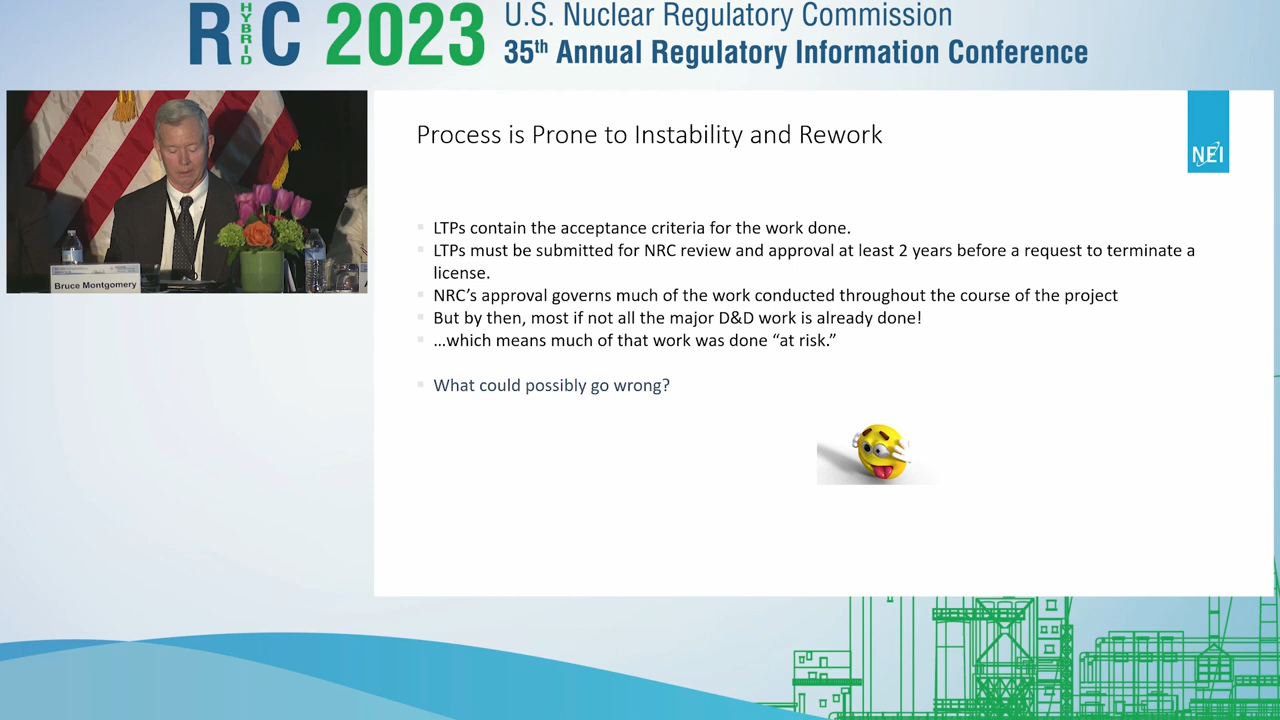 RIC HYBRID 2023
U.S. Nuclear Regulatory Commission
35th Annual Regulatory Information Conference
Bruce Montgomery
Process is Prone to Instability and Rework
NEI
LTPs contain the acceptance criteria for the work done.
LTPs must be submitted for NRC review and approval at least 2 years before a request to terminate a
license.
NRC’s approval governs much of the work conducted throughout the course of the project
But by then, most if not all the major D&D work is already done!
…which means much of that work was done “at risk.”
What could possibly go wrong?